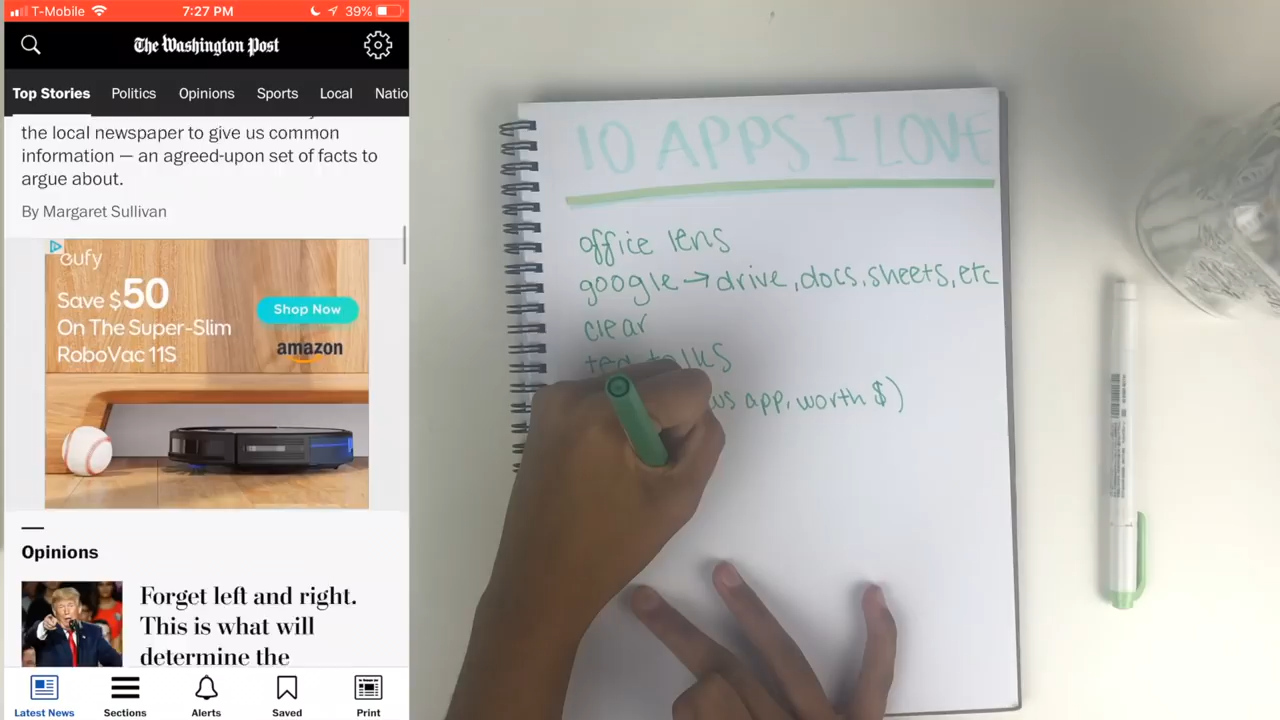 T-Mobile 7:27 PM 39%
The Washington Post
Top Stories Politics Opinions Sports Local Natio
the local newspaper to give us common
information — an agreed-upon set of facts to
argue about.
By Margaret Sullivan
eufy
Save $50
On The Super-Slim
RoboVac 11S
Shop Now
amazon
Opinions
Forget left and right.
This is what will
determine the
Latest News Sections Alerts Saved Print
10 APPS I LOVE
office lens
google → drive, docs, sheets, etc
clear
ted talks
app, worth $)